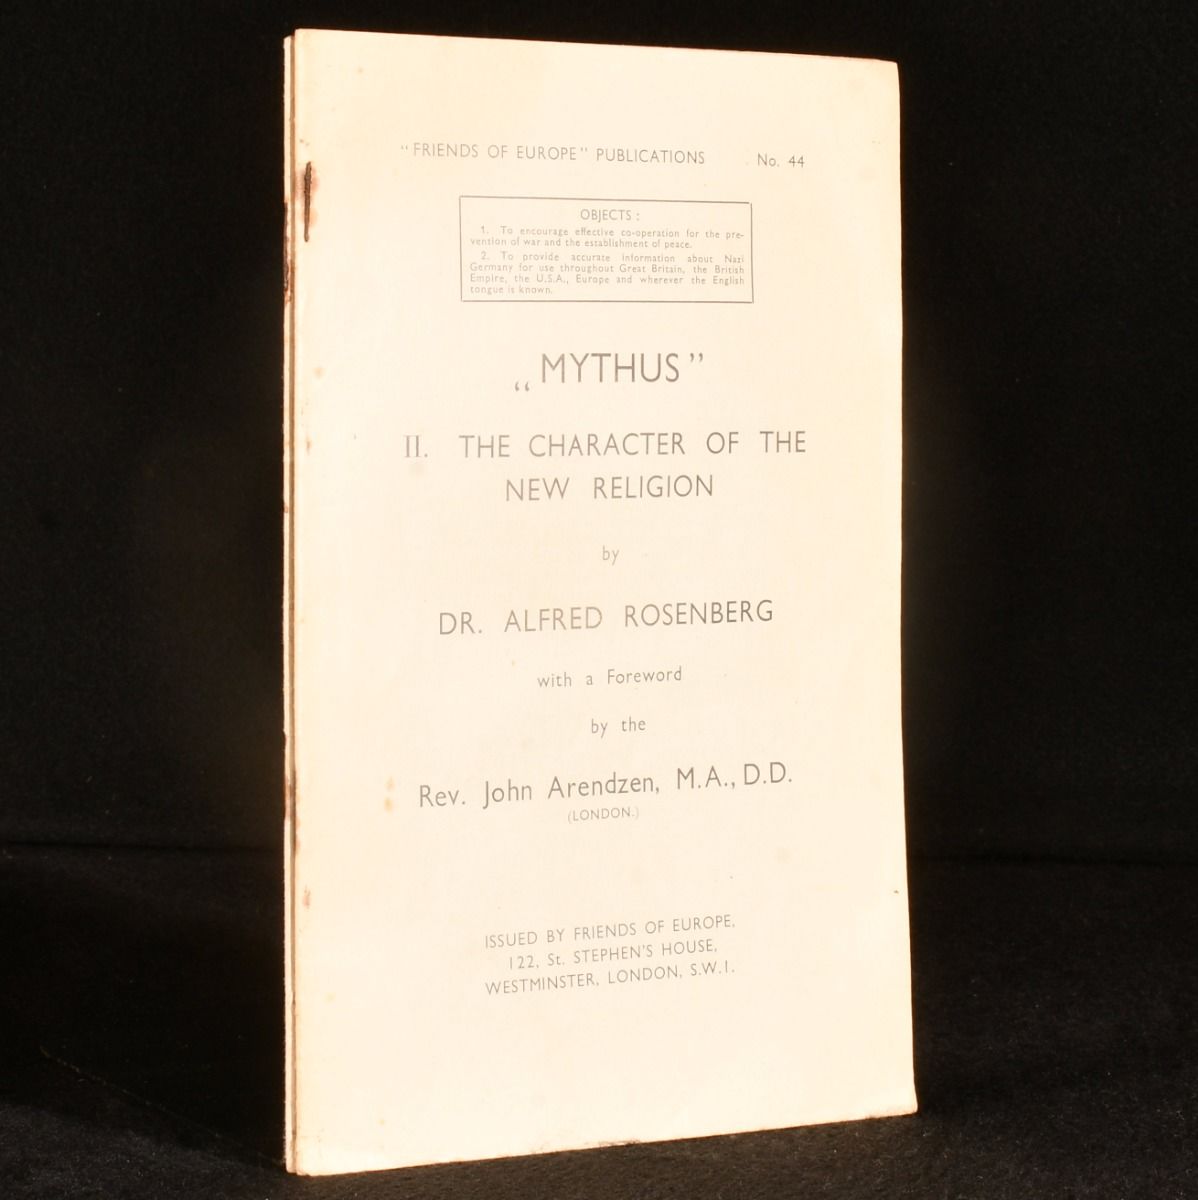 "FRIENDS OF EUROPE" PUBLICATIONS No. 44
OBJECTS :
1. To encourage effective co-operation for the pre-
vention of war and the establishment of peace.
2. To provide accurate information about Nazi
Germany for use throughout Great Britain, the British
Empire, the U.S.A., Europe and wherever the English
tongue is known.
„MYTHUS”
II. THE CHARACTER OF THE
NEW RELIGION
by
DR. ALFRED ROSENBERG
with a Foreword
by the
Rev. John Arendzen, M.A., D.D.
(LONDON.)
ISSUED BY FRIENDS OF EUROPE,
122, St. STEPHEN'S HOUSE,
WESTMINSTER, LONDON, S.W.1.